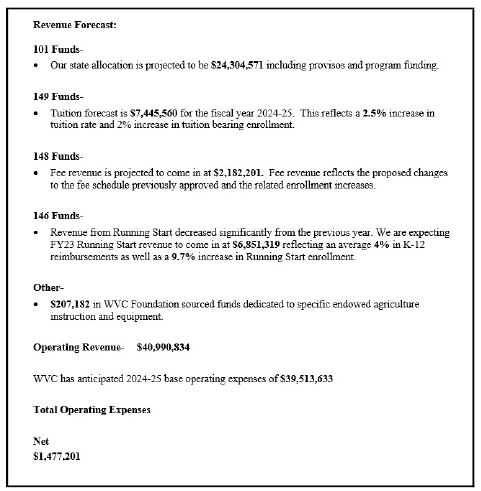 Revenue Forecast:
101 Funds-
• Our state allocation is projected to be $24,304,571 including provisos and program funding.
149 Funds-
• Tuition forecast is $7,445,560 for the fiscal year 2024-25. This reflects a 2.5% increase in
tuition rate and 2% increase in tuition bearing enrollment.
148 Funds-
• Fee revenue is projected to come in at $2,182,201. Fee revenue reflects the proposed changes
to the fee schedule previously approved and the related enrollment increases.
146 Funds-
• Revenue from Running Start decreased significantly from the previous year. We are expecting
FY23 Running Start revenue to come in at $6,851,319 reflecting an average 4% in K-12
reimbursements as well as a 9.7% increase in Running Start enrollment.
Other-
• $207,182 in WVC Foundation sourced funds dedicated to specific endowed agriculture
instruction and equipment.
Operating Revenue- $40,990,834
WVC has anticipated 2024-25 base operating expenses of $39,513,633
Total Operating Expenses
Net
$1,477,201